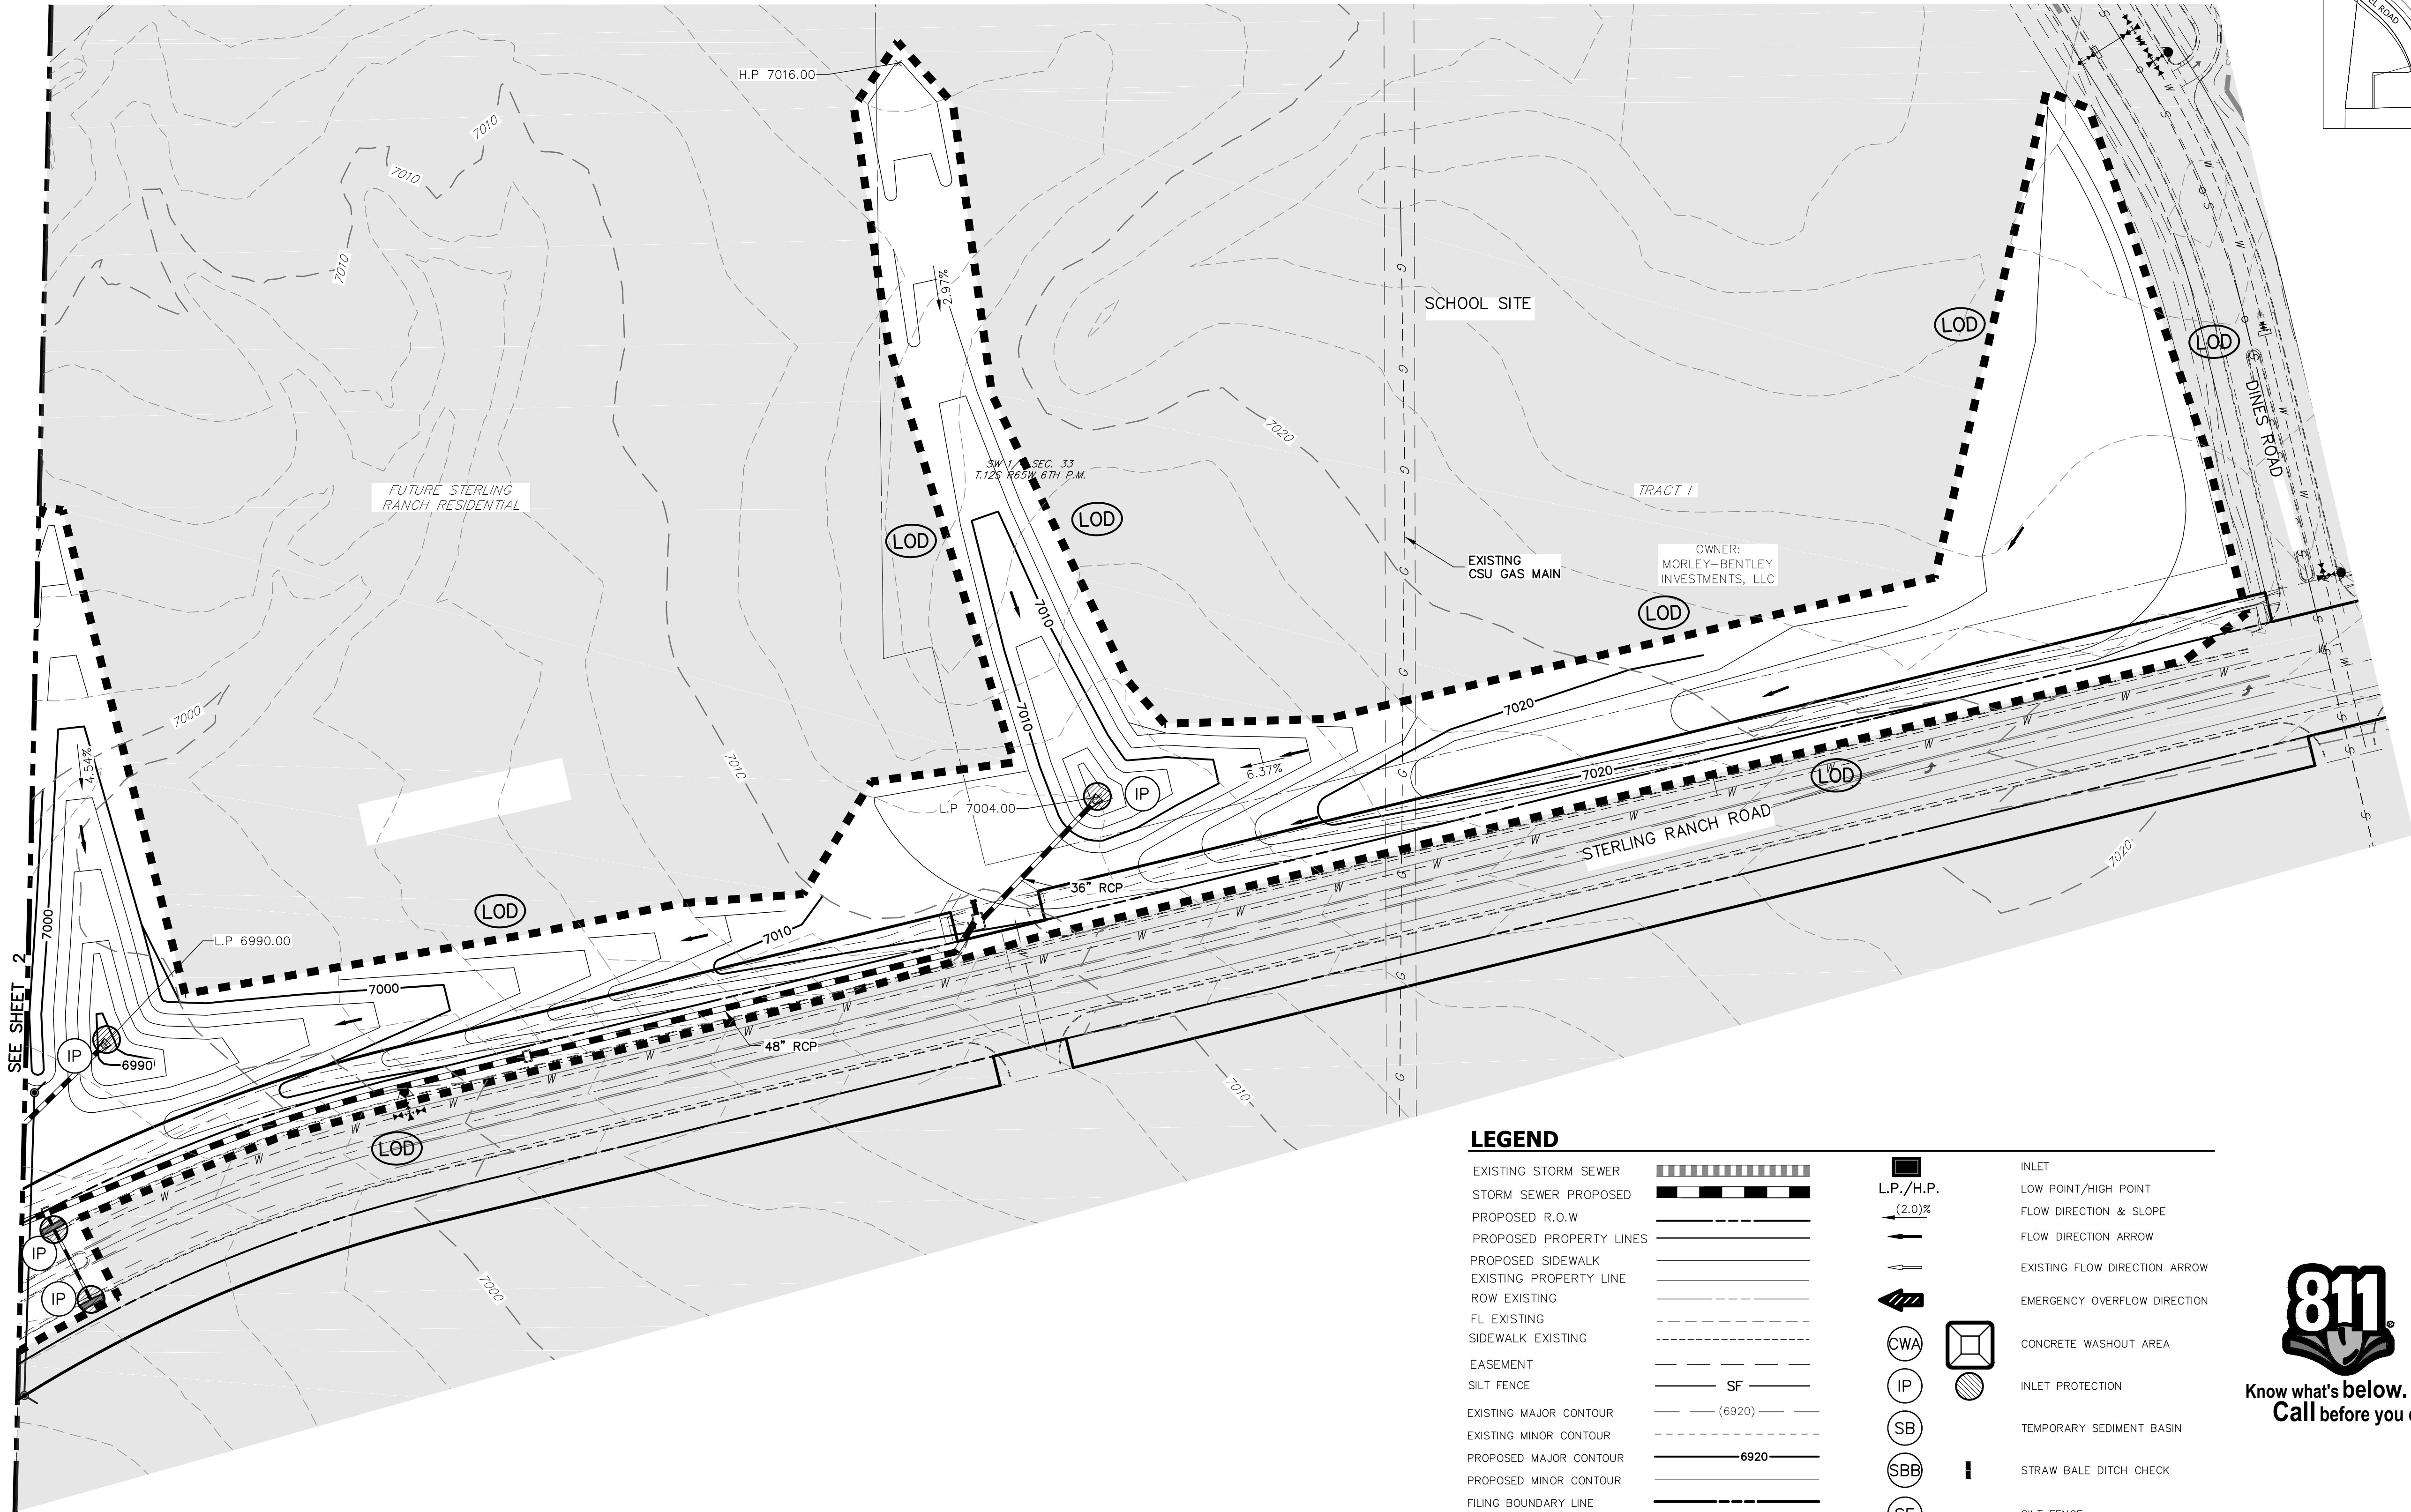 EL ROAD
H.P 7016.00
7010
7010
7010
2.97%
SCHOOL SITE
LOD
LOD
DINES ROAD
7020
SW 1/ SEC. 33
T.12S R65W 6TH P.M.
FUTURE STERLING
RANCH RESIDENTIAL
TRACT I
LOD
LOD
EXISTING
CSU GAS MAIN
OWNER:
MORLEY-BENTLEY
INVESTMENTS, LLC
LOD
7010
7010
7000
4.54%
7010
7020
7020
6.37%
L.P 7004.00
IP
LOD
STERLING RANCH ROAD
7020
36" RCP
LOD
7010
L.P 6990.00
7000
7000
SEE SHEET 2
IP
6990
48" RCP
7010
LOD
IP
IP
7000
G
G
G
G
G
G
G
G
G
W
W
W
W
W
W
W
W
S
S
S
LEGEND
EXISTING STORM SEWER
STORM SEWER PROPOSED
PROPOSED R.O.W
PROPOSED PROPERTY LINES
PROPOSED SIDEWALK
EXISTING PROPERTY LINE
ROW EXISTING
FL EXISTING
SIDEWALK EXISTING
EASEMENT
SILT FENCE SF
EXISTING MAJOR CONTOUR (6920)
EXISTING MINOR CONTOUR
PROPOSED MAJOR CONTOUR 6920
PROPOSED MINOR CONTOUR
FILING BOUNDARY LINE
INLET
L.P./H.P. LOW POINT/HIGH POINT
(2.0)% FLOW DIRECTION & SLOPE
FLOW DIRECTION ARROW
EXISTING FLOW DIRECTION ARROW
EMERGENCY OVERFLOW DIRECTION
CWA CONCRETE WASHOUT AREA
IP INLET PROTECTION
SB TEMPORARY SEDIMENT BASIN
SBB STRAW BALE DITCH CHECK
SF SILT FENCE
811
Know what's below.
Call before you